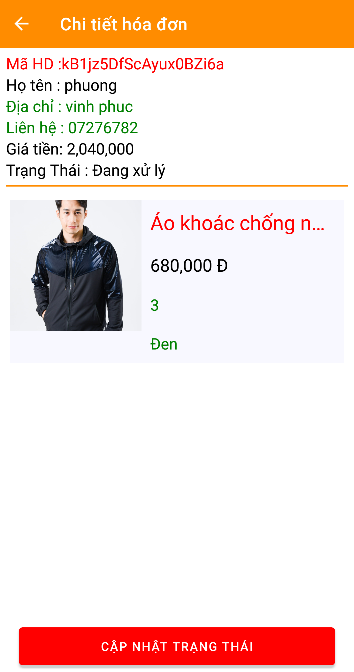 Chi tiết hóa đơn
Mã HD :kB1jz5DfScAyux0BZi6a
Họ tên : phuong
Địa chỉ : vinh phuc
Liên hệ : 07276782
Giá tiền: 2,040,000
Trạng Thái : Đang xử lý
Áo khoác chống n...
680,000 Đ
3
Đen
CẬP NHẬT TRẠNG THÁI